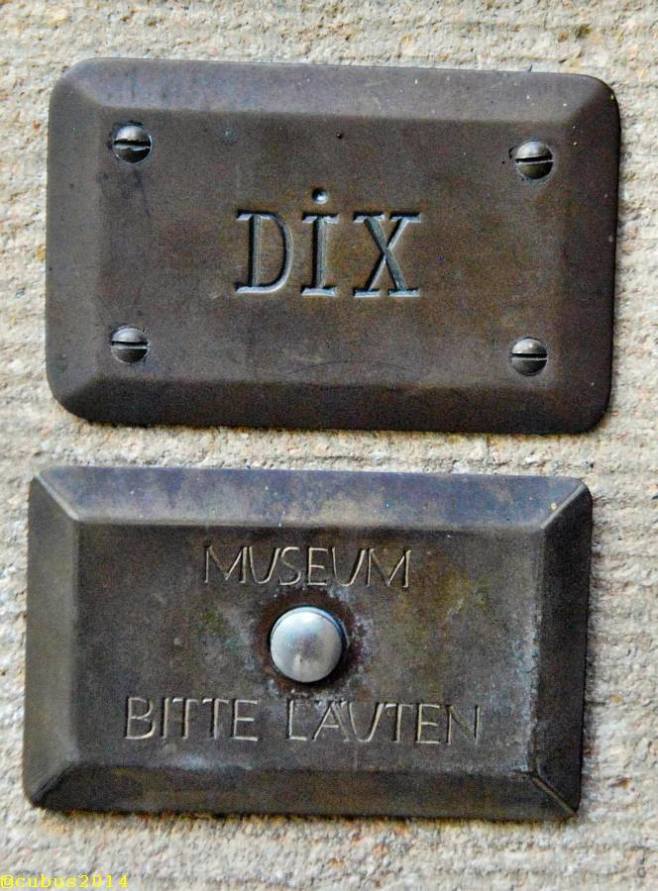 DiX
MUSEUM
BITTE LÄUTEN
@cubus2014